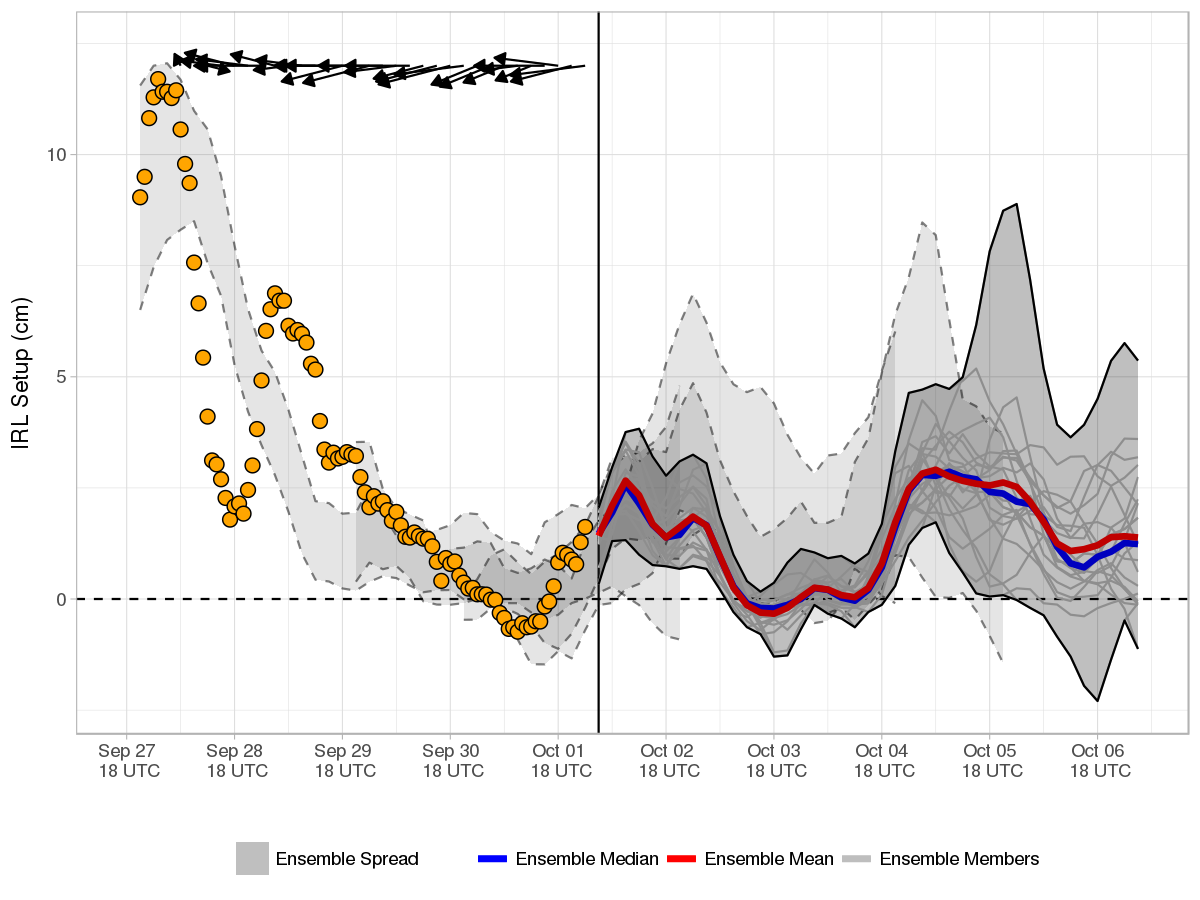 IRL Setup (cm)
10
5
0
Sep 27 Sep 28 Sep 29 Sep 30 Oct 01 Oct 02 Oct 03 Oct 04 Oct 05 Oct 06
18 UTC 18 UTC 18 UTC 18 UTC 18 UTC 18 UTC 18 UTC 18 UTC 18 UTC 18 UTC
Ensemble Spread Ensemble Median Ensemble Mean Ensemble Members